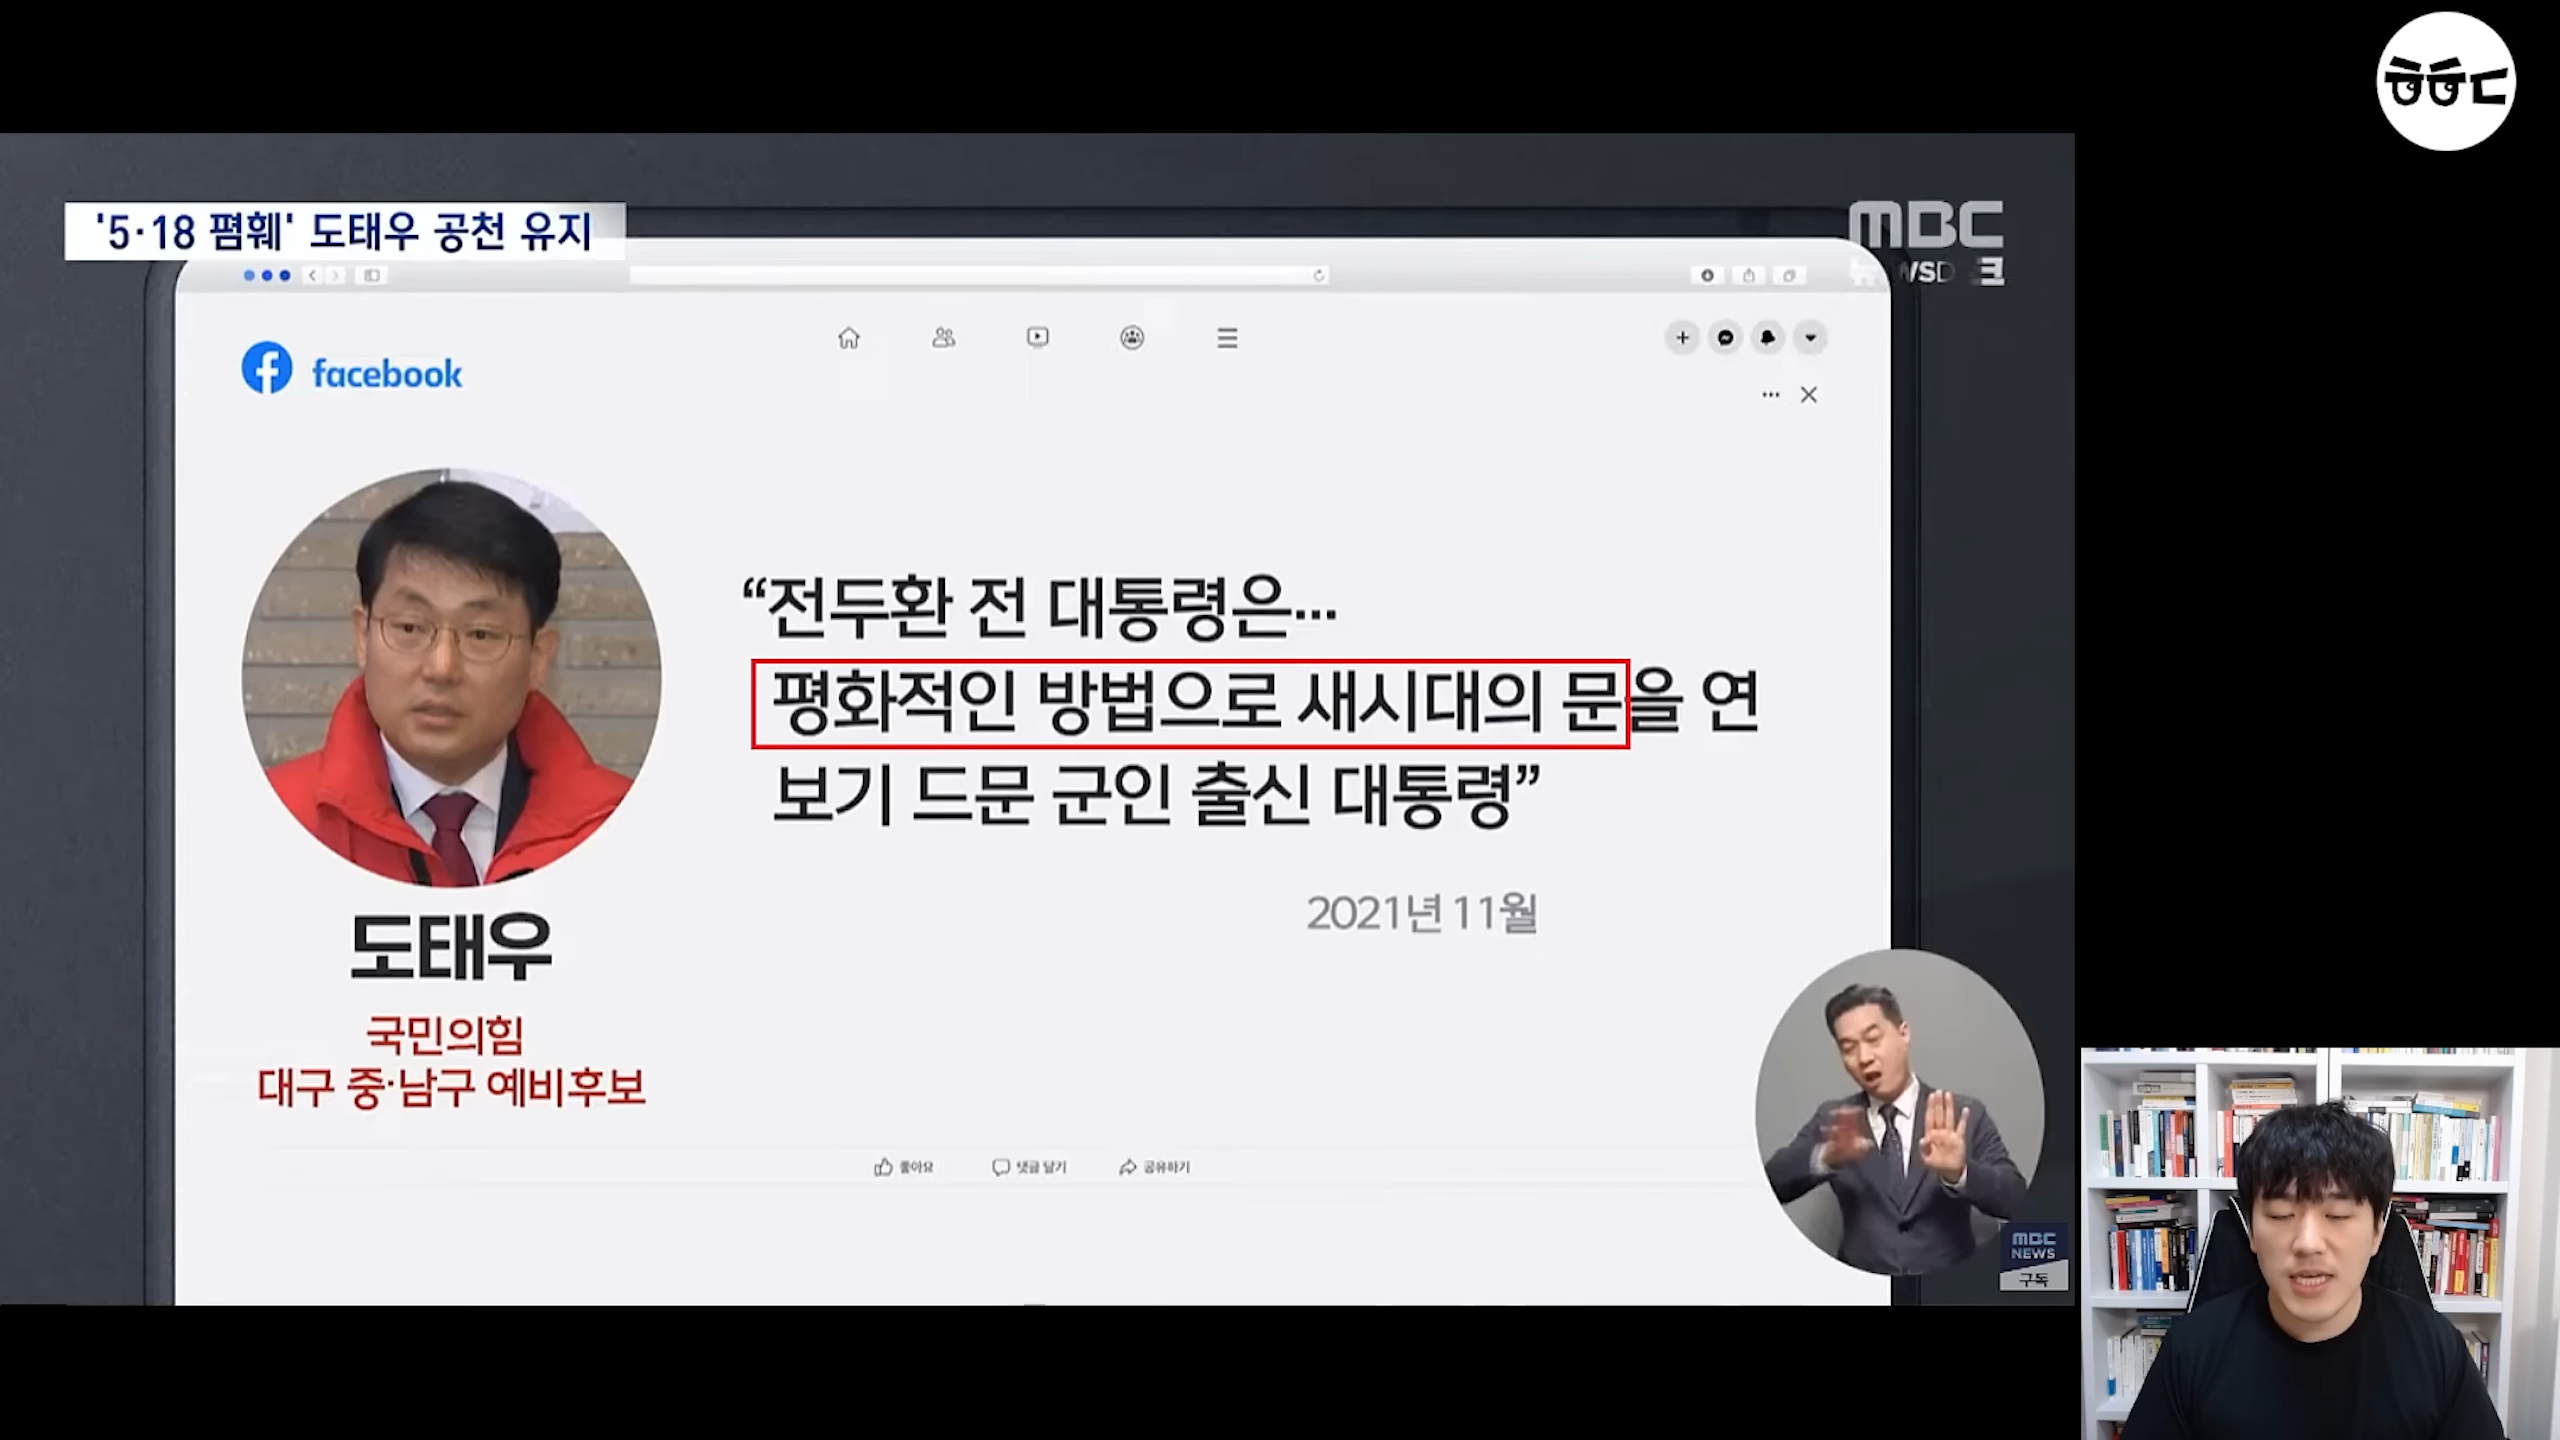 ㅎㅎㄷ
'5·18 폄훼' 도태우 공천 유지
MBC
facebook
“전두환 전 대통령은…
평화적인 방법으로 새시대의 문을 연
보기 드문 군인 출신 대통령”
2021년 11월
도태우
국민의힘
대구 중·남구 예비후보
좋아요 댓글 달기 공유하기
MBC
NEWS
구독